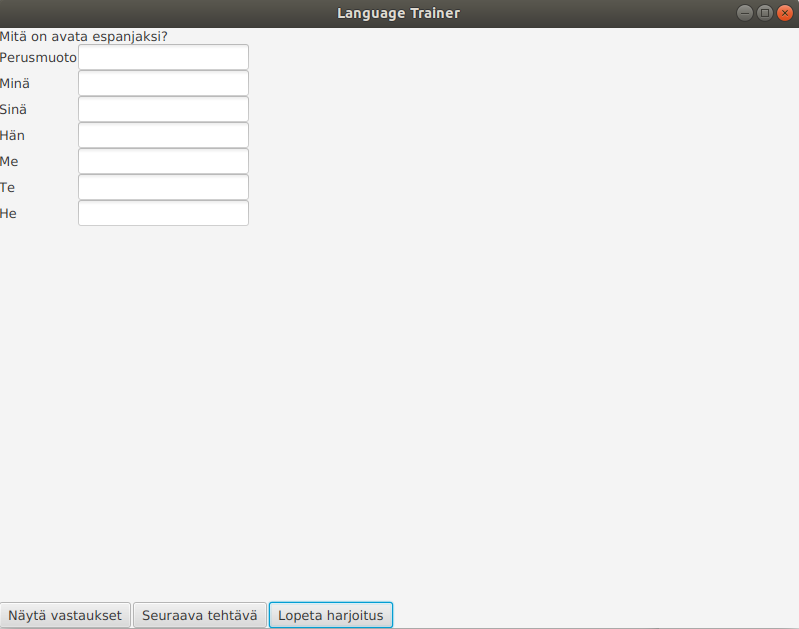 Language Trainer
Mitä on avata espanjaksi?
Perusmuoto
Minä
Sinä
Hän
Me
Te
He
Näytä vastaukset Seuraava tehtävä Lopeta harjoitus